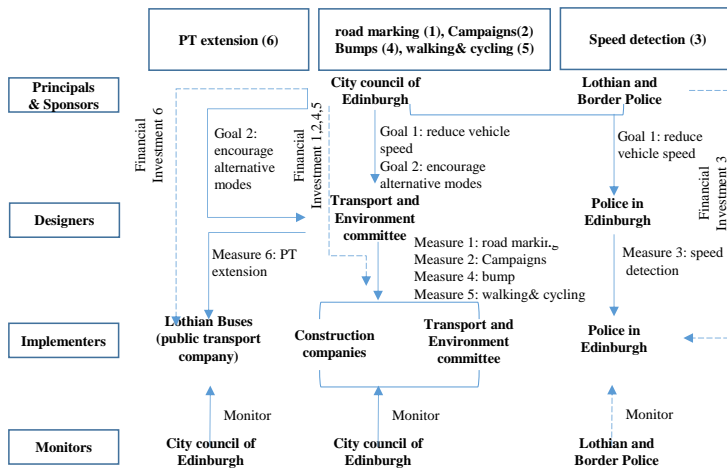 PT extension (6)
road marking (1), Campaigns(2)
Bumps (4), walking& cycling (5)
Speed detection (3)
Principals
& Sponsors
City council of
Edinburgh
Lothian and
Border Police
Financial
Investment 6
Goal 2:
encourage
alternative
modes
Financial
Investment 1,2,4,5
Goal 1: reduce vehicle
speed
Goal 2: encourage
alternative modes
Goal 1: reduce
vehicle speed
Financial
Investment 3
Designers
Transport and
Environment
committee
Police in
Edinburgh
Measure 6: PT
extension
Measure 1: road marking
Measure 2: Campaigns
Measure 4: bump
Measure 5: walking& cycling
Measure 3: speed
detection
Implementers
Lothian Buses
(public transport
company)
Construction
companies
Transport and
Environment
committee
Police in
Edinburgh
Monitor
Monitor
Monitor
Monitors
City council of
Edinburgh
City council of
Edinburgh
Lothian and
Border Police